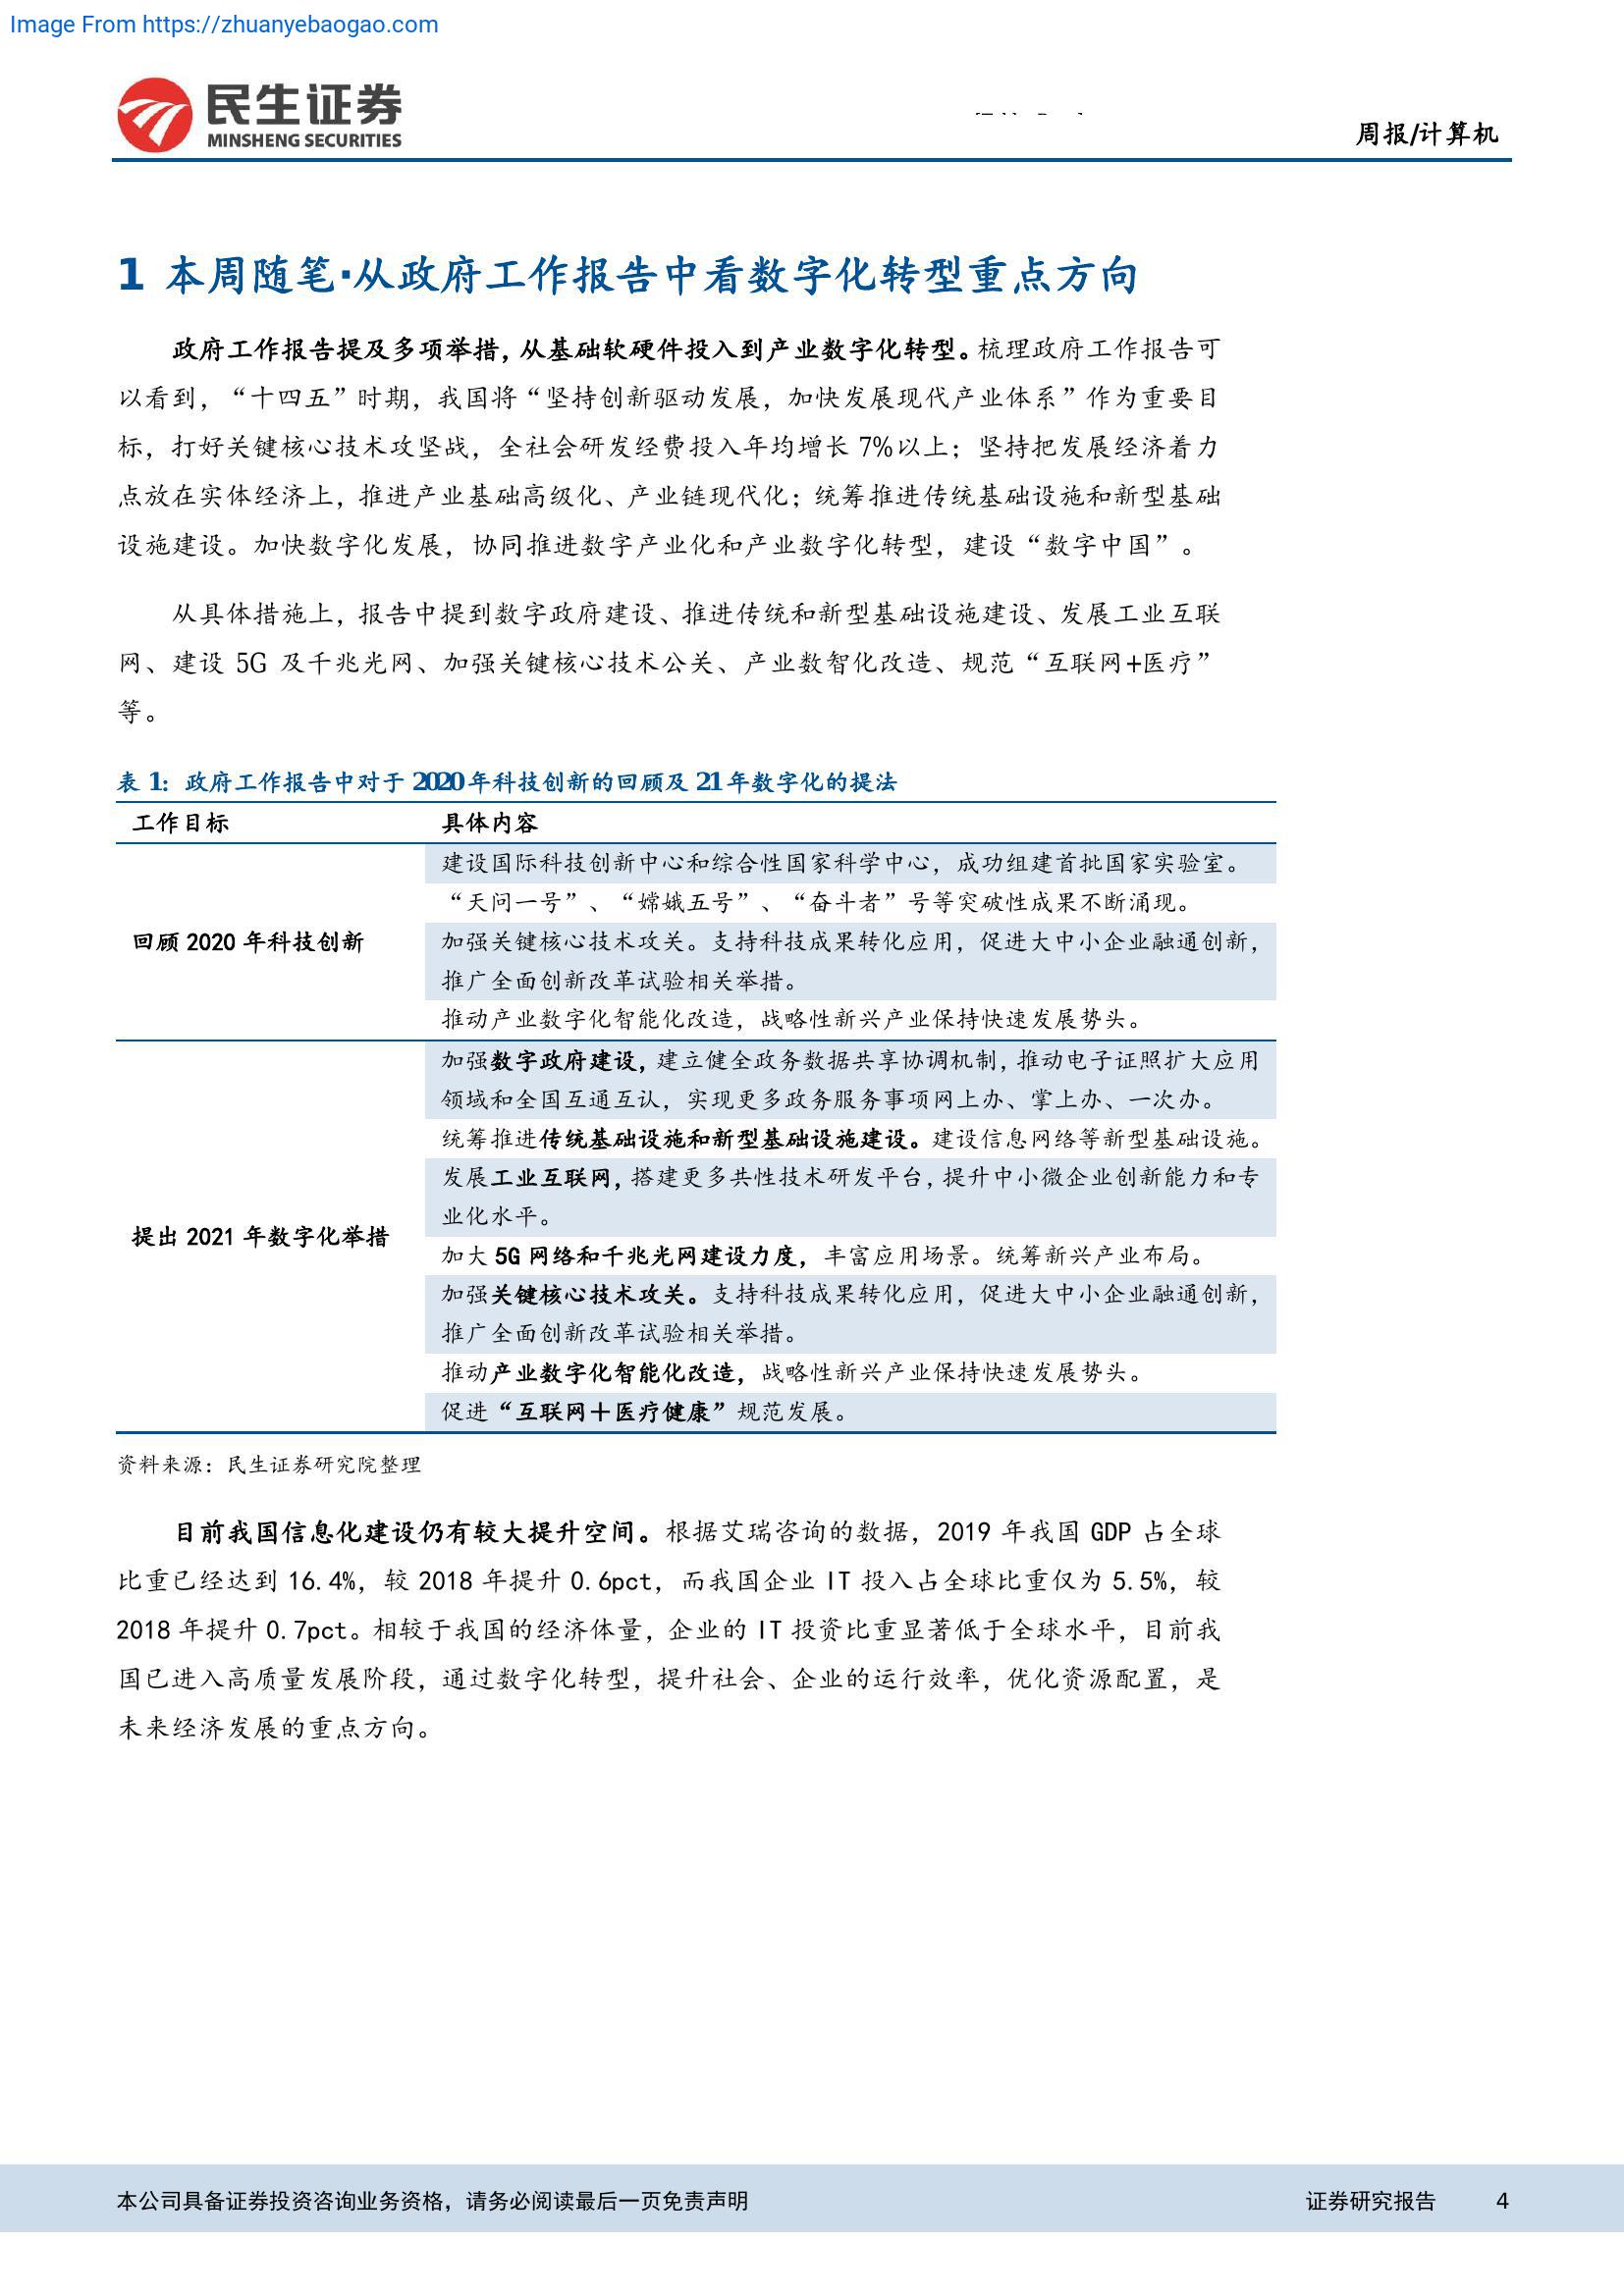 Image From https://zhuanyebaogao.com
民生证券
MINSHENG SECURITIES
周报/计算机
1 本周随笔·从政府工作报告中看数字化转型重点方向
政府工作报告提及多项举措，从基础软硬件投入到产业数字化转型。梳理政府工作报告可
以看到，“十四五”时期，我国将“坚持创新驱动发展，加快发展现代产业体系”作为重要目
标，打好关键核心技术攻坚战，全社会研发经费投入年均增长 7%以上；坚持把发展经济着力
点放在实体经济上，推进产业基础高级化、产业链现代化；统筹推进传统基础设施和新型基础
设施建设。加快数字化发展，协同推进数字产业化和产业数字化转型，建设“数字中国”。
从具体措施上，报告中提到数字政府建设、推进传统和新型基础设施建设、发展工业互联
网、建设 5G 及千兆光网、加强关键核心技术公关、产业数智化改造、规范“互联网+医疗”
等。
表 1：政府工作报告中对于 2020 年科技创新的回顾及 21 年数字化的提法
工作目标 具体内容
建设国际科技创新中心和综合性国家科学中心，成功组建首批国家实验室。
“天问一号”、“嫦娥五号”、“奋斗者”号等突破性成果不断涌现。
回顾 2020 年科技创新
加强关键核心技术攻关。支持科技成果转化应用，促进大中小企业融通创新，
推广全面创新改革试验相关举措。
推动产业数字化智能化改造，战略性新兴产业保持快速发展势头。
加强数字政府建设，建立健全政务数据共享协调机制，推动电子证照扩大应用
领域和全国互通互认，实现更多政务服务事项网上办、掌上办、一次办。
统筹推进传统基础设施和新型基础设施建设。建设信息网络等新型基础设施。
发展工业互联网，搭建更多共性技术研发平台，提升中小微企业创新能力和专
业化水平。
提出 2021 年数字化举措
加大 5G 网络和千兆光网建设力度，丰富应用场景。统筹新兴产业布局。
加强关键核心技术攻关。支持科技成果转化应用，促进大中小企业融通创新，
推广全面创新改革试验相关举措。
推动产业数字化智能化改造，战略性新兴产业保持快速发展势头。
促进“互联网＋医疗健康”规范发展。
资料来源：民生证券研究院整理
目前我国信息化建设仍有较大提升空间。根据艾瑞咨询的数据，2019 年我国 GDP 占全球
比重已经达到 16.4%，较 2018 年提升 0.6pct，而我国企业 IT 投入占全球比重仅为 5.5%，较
2018 年提升 0.7pct。相较于我国的经济体量，企业的 IT 投资比重显著低于全球水平，目前我
国已进入高质量发展阶段，通过数字化转型，提升社会、企业的运行效率，优化资源配置，是
未来经济发展的重点方向。
本公司具备证券投资咨询业务资格，请务必阅读最后一页免责声明 证券研究报告 4